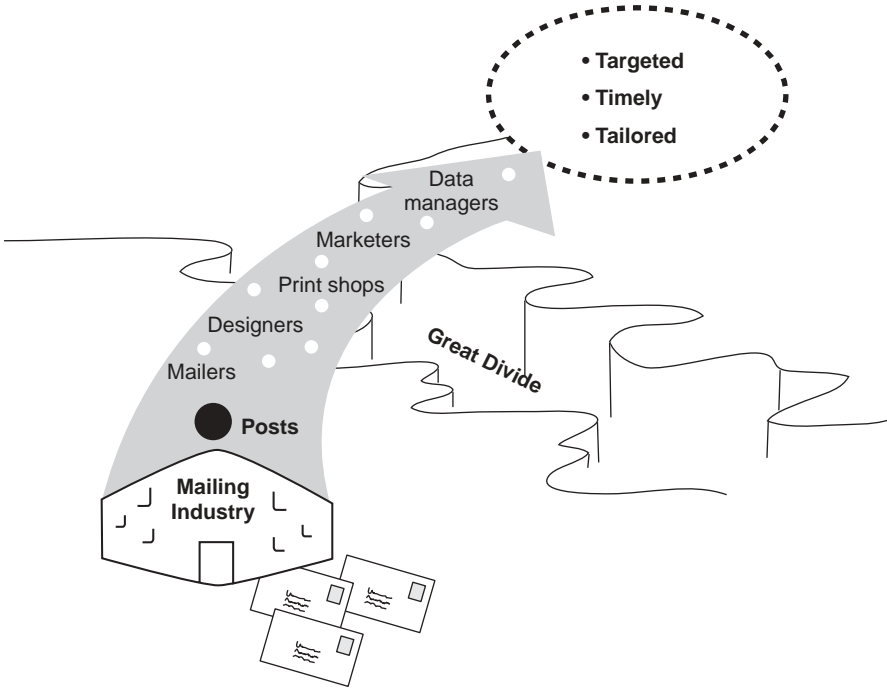 • Targeted
• Timely
• Tailored
Data
managers
Marketers
Print shops
Designers
Mailers
Great Divide
Posts
Mailing
Industry